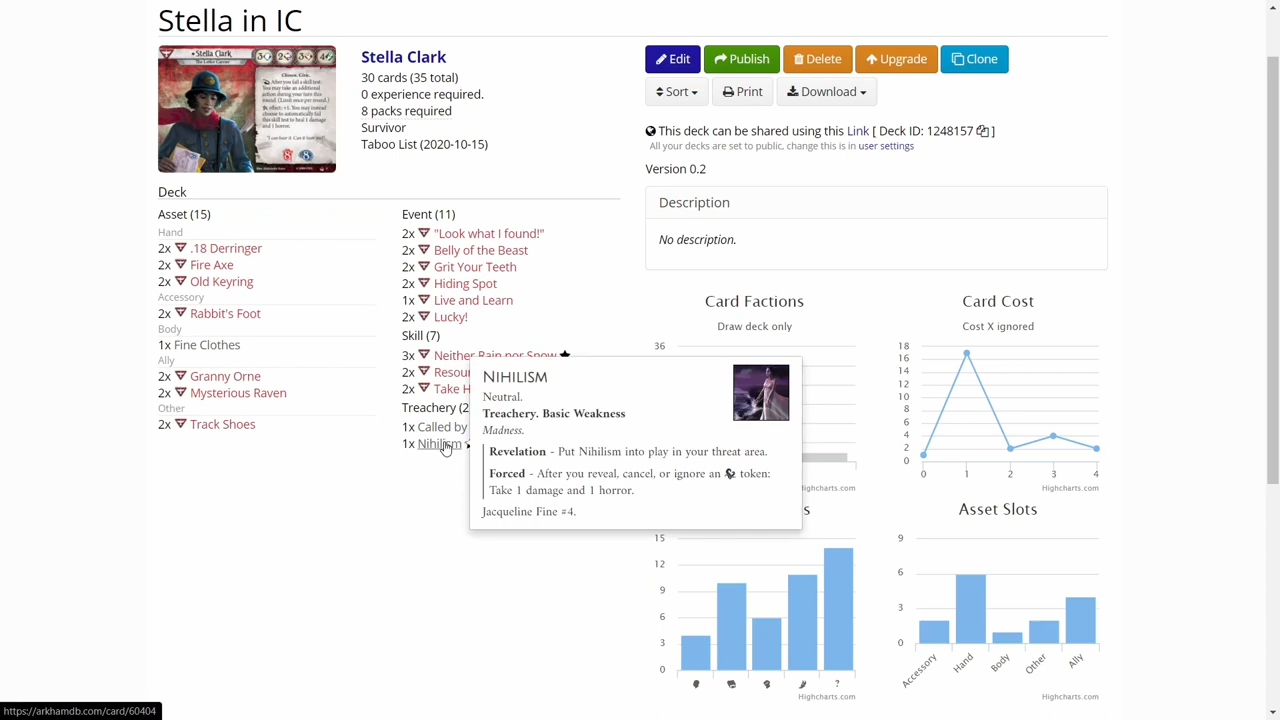 Stella in IC
Stella Clark
30 cards (35 total)
0 experience required.
8 packs required
Survivor
Taboo List (2020-10-15)
Edit
Publish
Delete
Upgrade
Clone
Sort
Print
Download
This deck can be shared using this Link [ Deck ID: 1248157 ]
All your decks are set to public, change this is in user settings
Version 0.2
Description
No description.
Deck
Asset (15)
Hand
2x .18 Derringer
2x Fire Axe
2x Old Keyring
Accessory
2x Rabbit's Foot
Body
1x Fine Clothes
Ally
2x Granny Orne
2x Mysterious Raven
Other
2x Track Shoes
Event (11)
2x "Look what I found!"
2x Belly of the Beast
2x Grit Your Teeth
2x Hiding Spot
1x Live and Learn
2x Lucky!
Skill (7)
3x Neither Rain nor Snow
2x Resou
2x Take H
Treachery (2
1x Called by
1x Nihilism
Nihilism
Neutral.
Treachery. Basic Weakness
Madness.
Revelation - Put Nihilism into play in your threat area.
Forced - After you reveal, cancel, or ignore an token:
Take 1 damage and 1 horror.
Jacqueline Fine #4.
Card Factions
Draw deck only
36
Highcharts.com
Card Cost
Cost X ignored
18
16
14
12
10
8
6
4
2
0
0 1 2 3 4
Highcharts.com
s
15
12
9
6
3
0
?
Highcharts.com
Asset Slots
9
6
3
0
Accessory
Hand
Body
Other
Ally
Highcharts.com
https://arkhamdb.com/card/60404